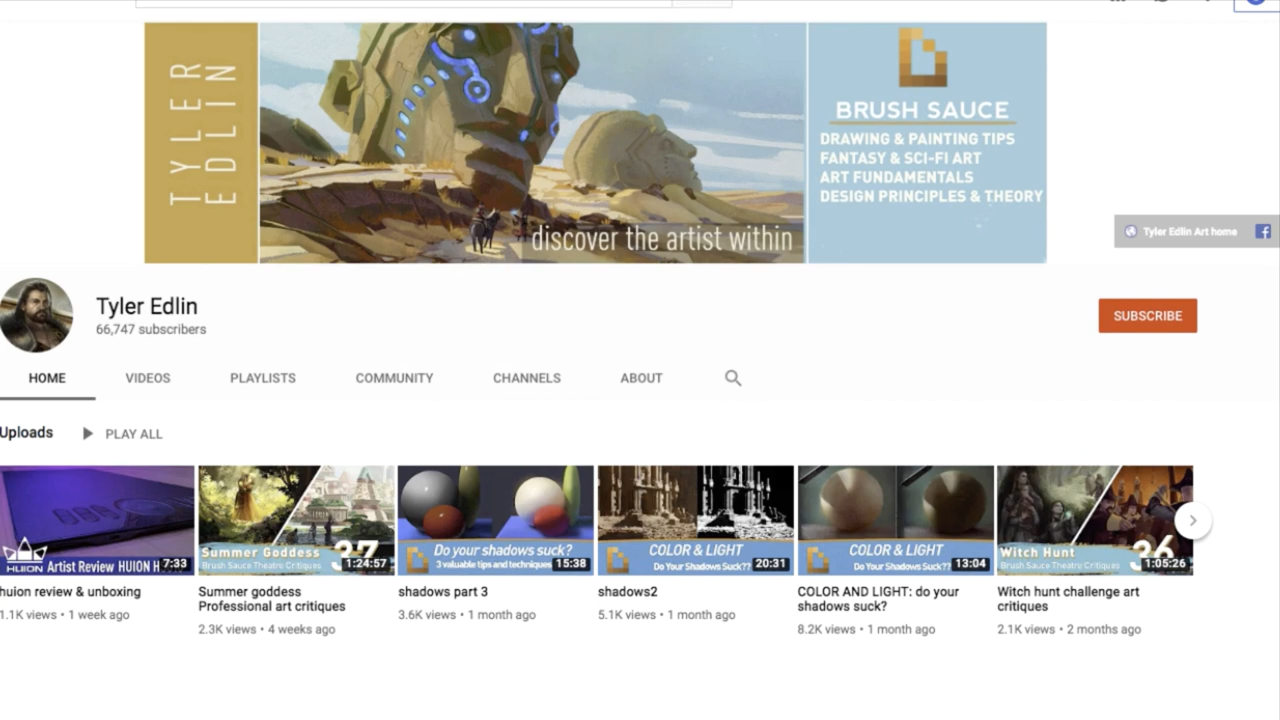 TYLER
EDLIN
BRUSH SAUCE
DRAWING & PAINTING TIPS
FANTASY & SCI-FI ART
ART FUNDAMENTALS
DESIGN PRINCIPLES & THEORY
discover the artist within
Tyler Edlin Art home
Tyler Edlin
66,747 subscribers
SUBSCRIBE
HOME VIDEOS PLAYLISTS COMMUNITY CHANNELS ABOUT
Uploads PLAY ALL
HUION Artist Review HUION H 7:33
Summer Goddess
Brush Sauce Theatre Critiques
37
1:24:57
Do your shadows suck?
3 valuable tips and techniques 15:38
COLOR & LIGHT
Do Your Shadows Suck?? 20:31
COLOR & LIGHT
Do Your Shadows Suck?? 13:04
Witch Hunt
Brush Sauce Theatre Critiques
36
1:05:26
huion review & unboxing
1.1K views • 1 week ago
Summer goddess
Professional art critiques
2.3K views • 4 weeks ago
shadows part 3
3.6K views • 1 month ago
shadows2
5.1K views • 1 month ago
COLOR AND LIGHT: do your
shadows suck?
8.2K views • 1 month ago
Witch hunt challenge art
critiques
2.1K views • 2 months ago